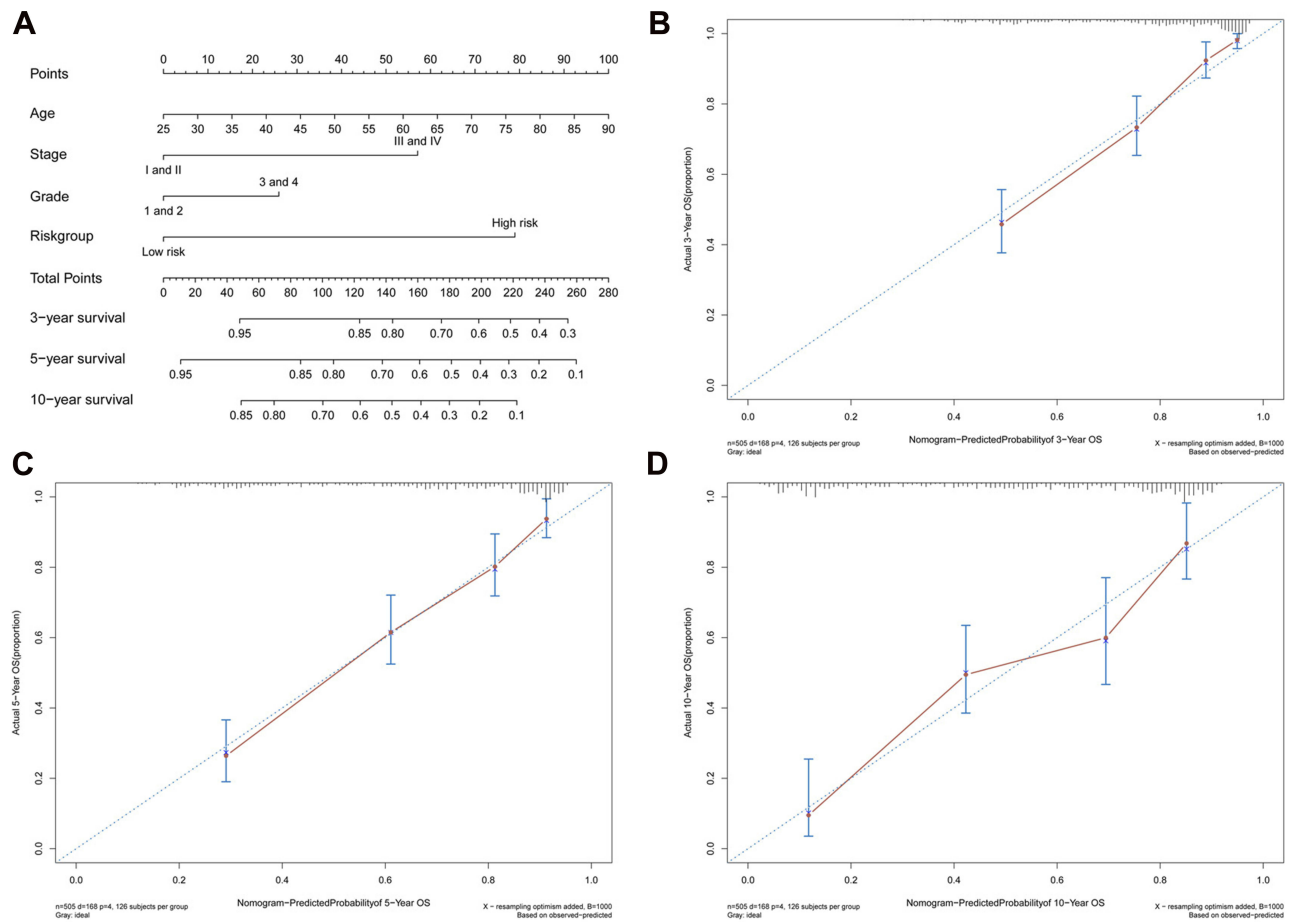 A
Points
0 10 20 30 40 50 60 70 80 90 100
Age
25 30 35 40 45 50 55 60 65 70 75 80 85 90
III and IV
Stage
I and II
3 and 4
Grade
1 and 2
High risk
Riskgroup
Low risk
Total Points
0 20 40 60 80 100 120 140 160 180 200 220 240 260 280
3−year survival
0.95 0.85 0.80 0.70 0.6 0.5 0.4 0.3
5−year survival
0.95 0.85 0.80 0.70 0.6 0.5 0.4 0.3 0.2 0.1
10−year survival
0.85 0.80 0.70 0.6 0.5 0.4 0.3 0.2 0.1
B
Actual 3−Year OS(proportion)
1.0
0.8
0.6
0.4
0.2
0.0
0.0 0.2 0.4 0.6 0.8 1.0
Nomogram−PredictedProbabilityof 3−Year OS
n=505 d=168 p=4, 126 subjects per group
Gray: ideal
X − resampling optimism added, B=1000
Based on observed−predicted
C
Actual 5−Year OS(proportion)
1.0
0.8
0.6
0.4
0.2
0.0
0.0 0.2 0.4 0.6 0.8 1.0
Nomogram−PredictedProbabilityof 5−Year OS
n=505 d=168 p=4, 126 subjects per group
Gray: ideal
X − resampling optimism added, B=1000
Based on observed−predicted
D
Actual 10−Year OS(proportion)
1.0
0.8
0.6
0.4
0.2
0.0
0.0 0.2 0.4 0.6 0.8 1.0
Nomogram−PredictedProbabilityof 10−Year OS
n=505 d=168 p=4, 126 subjects per group
Gray: ideal
X − resampling optimism added, B=1000
Based on observed−predicted